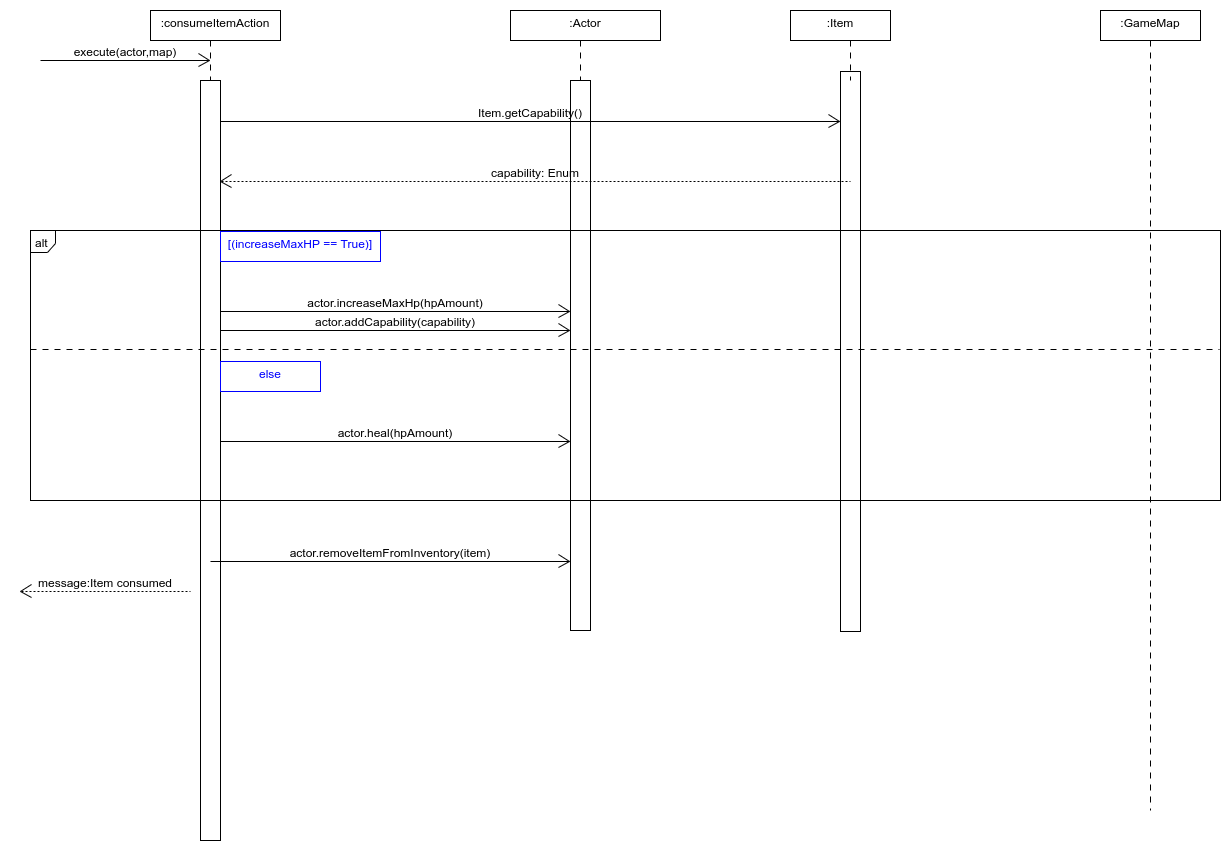 :consumeItemAction
:Actor
:Item
:GameMap
execute(actor,map)
Item.getCapability()
capability: Enum
alt
[(increaseMaxHP == True)]
actor.increaseMaxHp(hpAmount)
actor.addCapability(capability)
else
actor.heal(hpAmount)
actor.removeItemFromInventory(item)
message:Item consumed